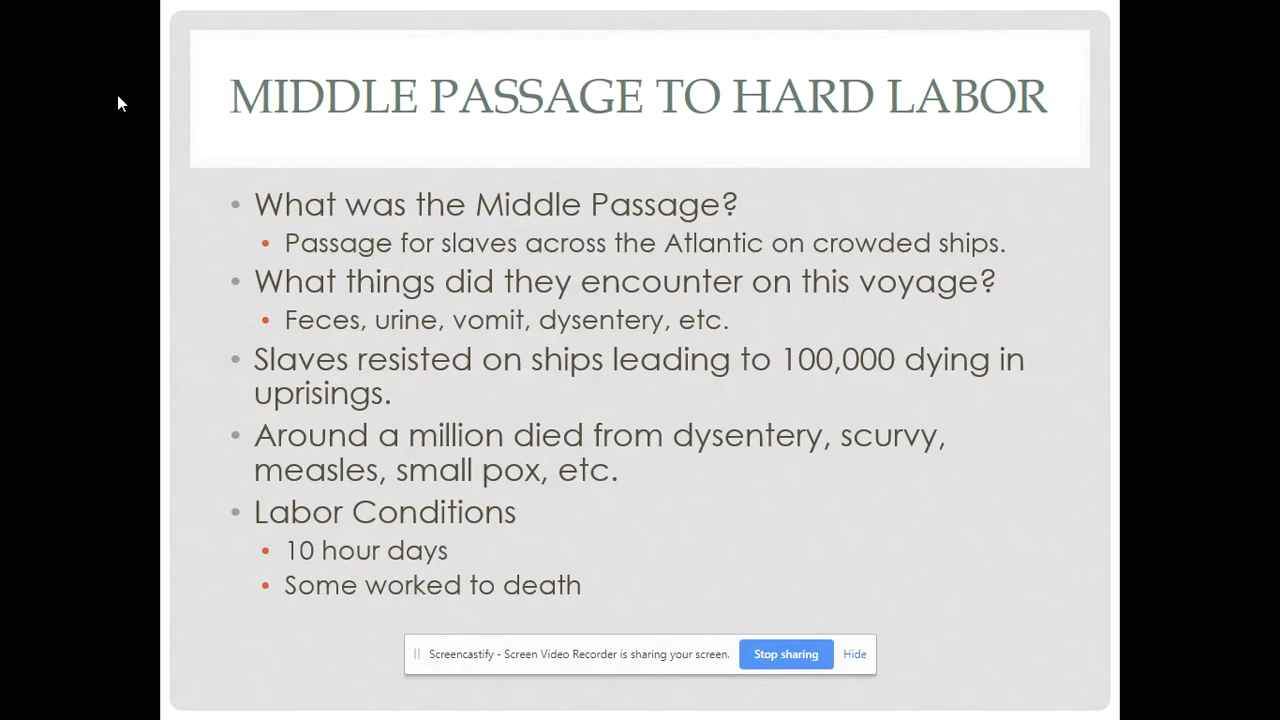 MIDDLE PASSAGE TO HARD LABOR
• What was the Middle Passage?
• Passage for slaves across the Atlantic on crowded ships.
• What things did they encounter on this voyage?
• Feces, urine, vomit, dysentery, etc.
• Slaves resisted on ships leading to 100,000 dying in
uprisings.
• Around a million died from dysentery, scurvy,
measles, small pox, etc.
• Labor Conditions
• 10 hour days
• Some worked to death
Screencastify - Screen Video Recorder is sharing your screen. Stop sharing Hide